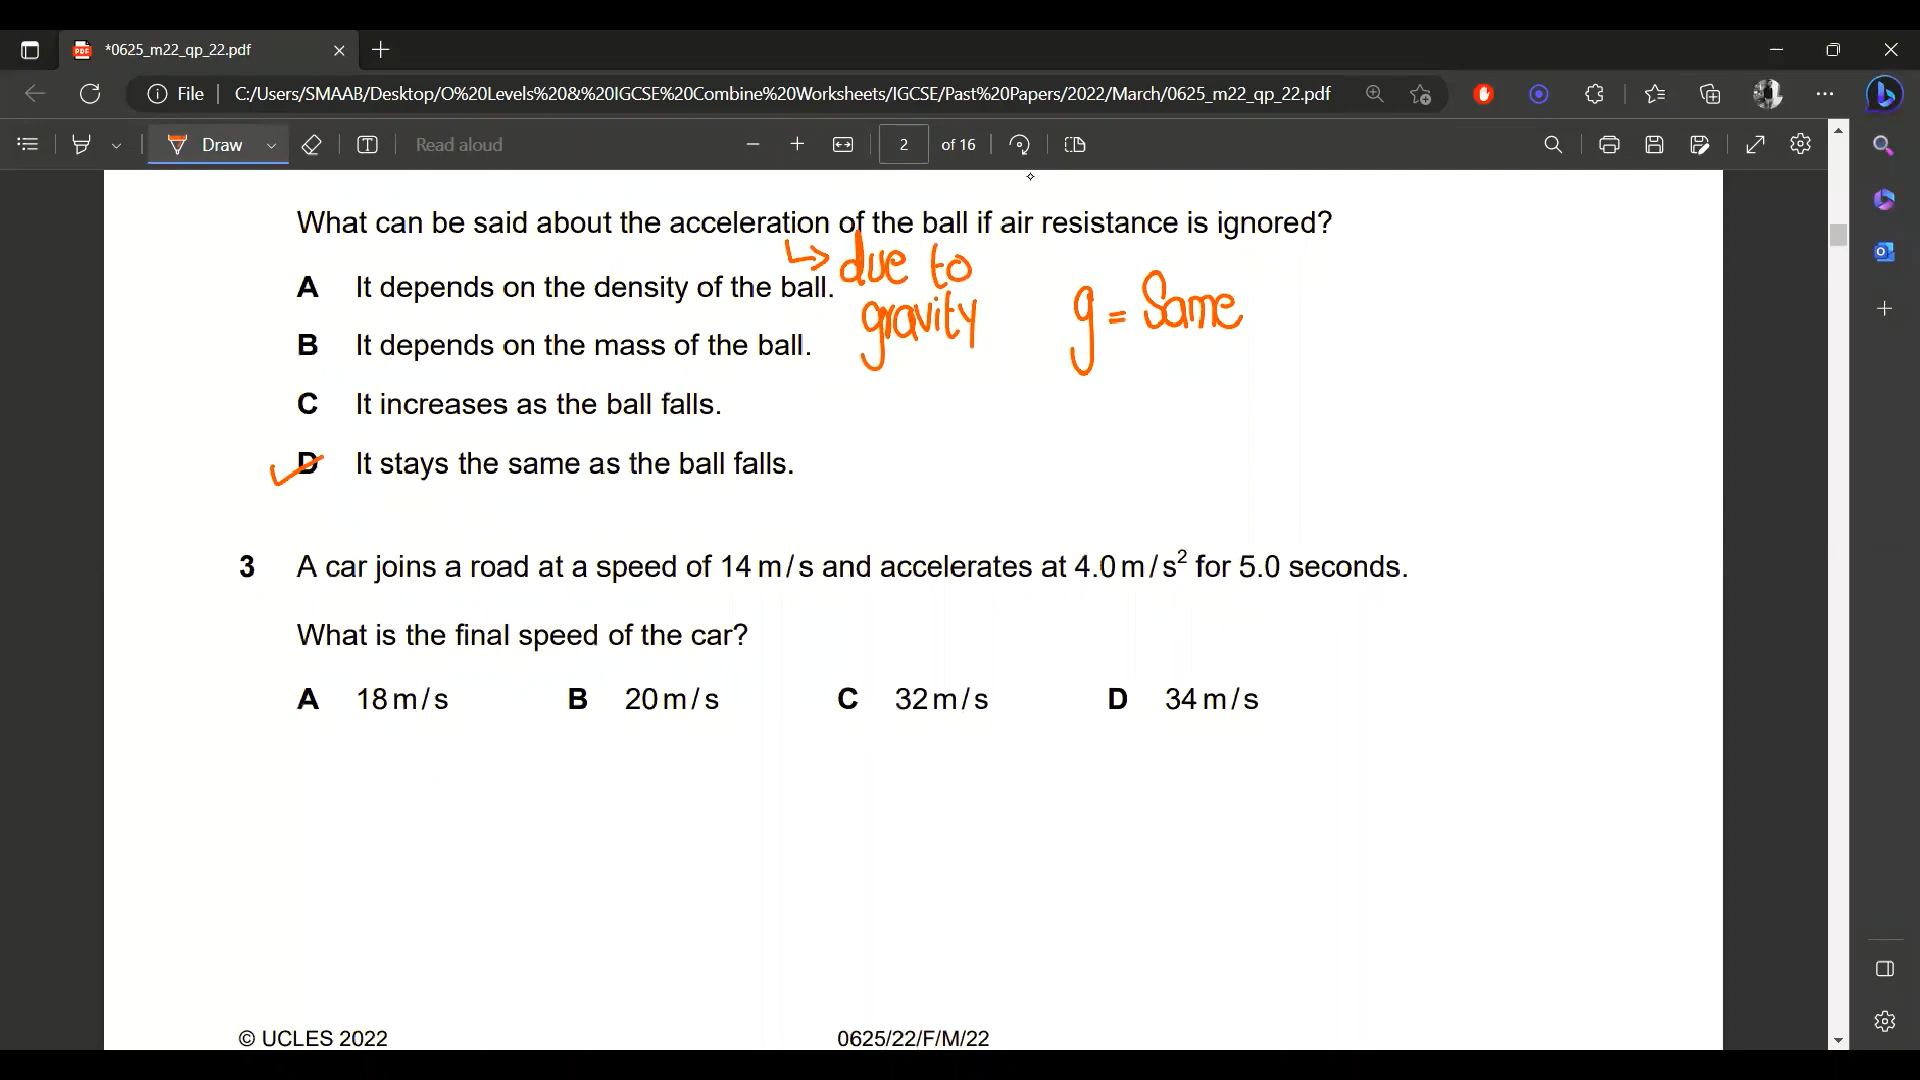 *0625_m22_qp_22.pdf
File C:/Users/SMAAB/Desktop/O%20Levels%20&%20IGCSE%20Combine%20Worksheets/IGCSE/Past%20Papers/2022/March/0625_m22_qp_22.pdf
Draw Read aloud 2 of 16
What can be said about the acceleration of the ball if air resistance is ignored?
due to
gravity
g = Same
A It depends on the density of the ball.
B It depends on the mass of the ball.
C It increases as the ball falls.
D It stays the same as the ball falls.
3 A car joins a road at a speed of 14 m/s and accelerates at 4.0 m/s² for 5.0 seconds.
What is the final speed of the car?
A 18 m/s B 20 m/s C 32 m/s D 34 m/s
© UCLES 2022 0625/22/F/M/22